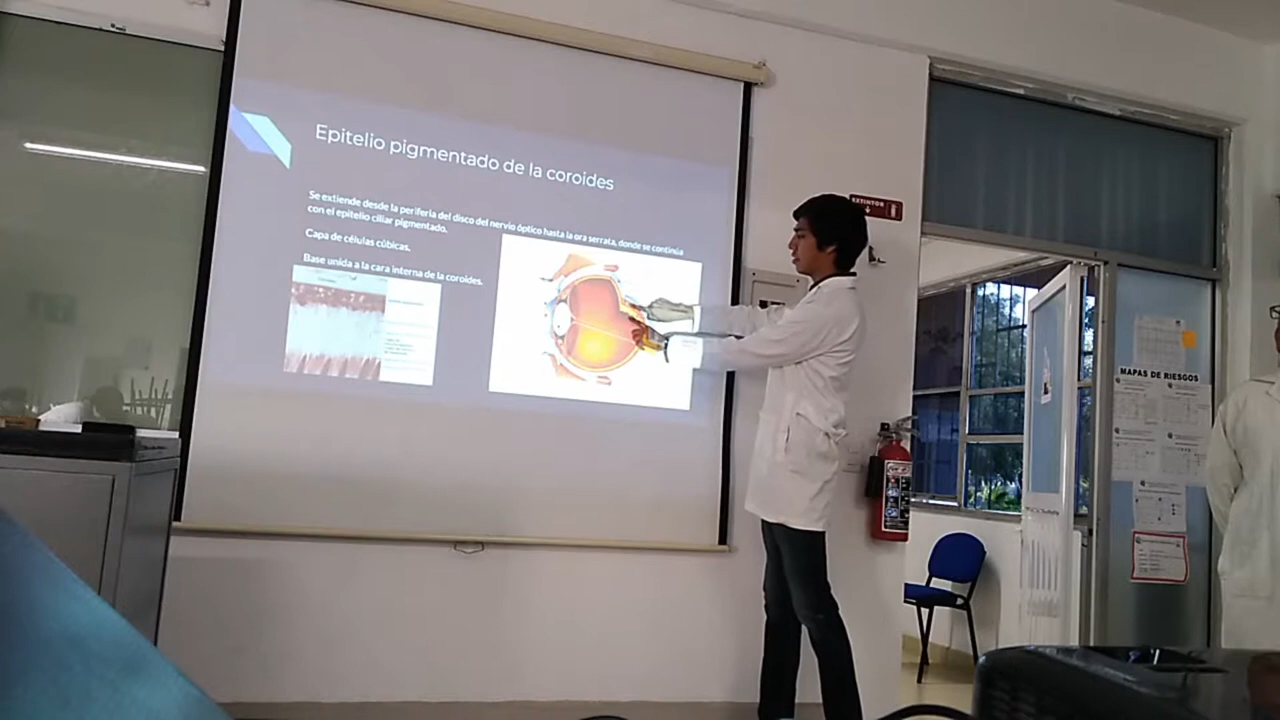 Epitelio pigmentado de la coroides
Se extiende desde la periferia del disco del nervio óptico hasta la ora serrata, donde se continúa
con el epitelio ciliar pigmentado.
Capa de células cúbicas.
Base unida a la cara interna de la coroides.
EXTINTOR
MAPAS DE RIESGOS